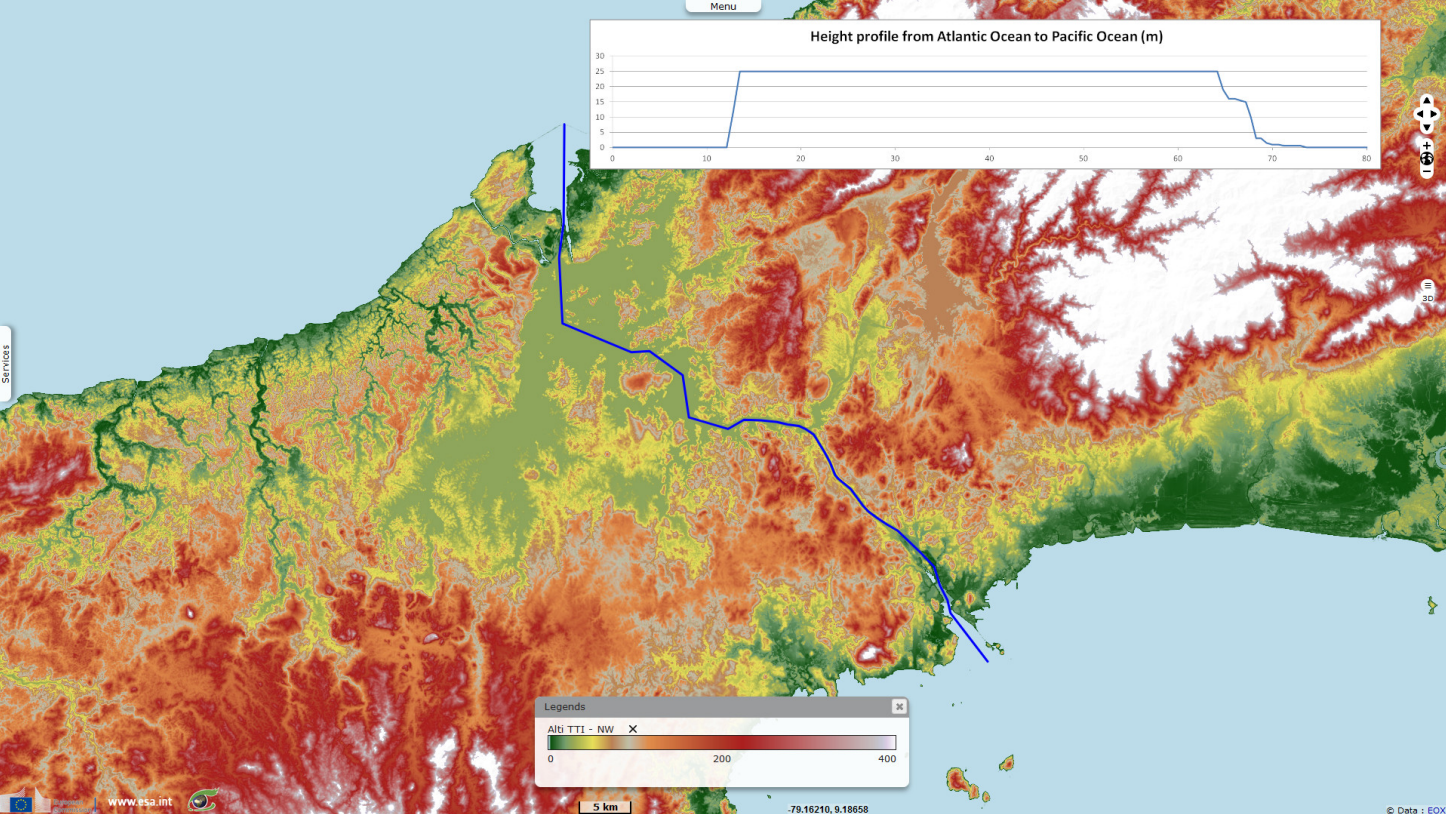 Menu
Height profile from Atlantic Ocean to Pacific Ocean (m)
30
25
20
15
10
5
0
0 10 20 30 40 50 60 70 80
+
3D
Services
Legends
Alti TTI - NW
0 200 400
www.esa.int
5 km
-79.16210, 9.18658
© Data : EOX